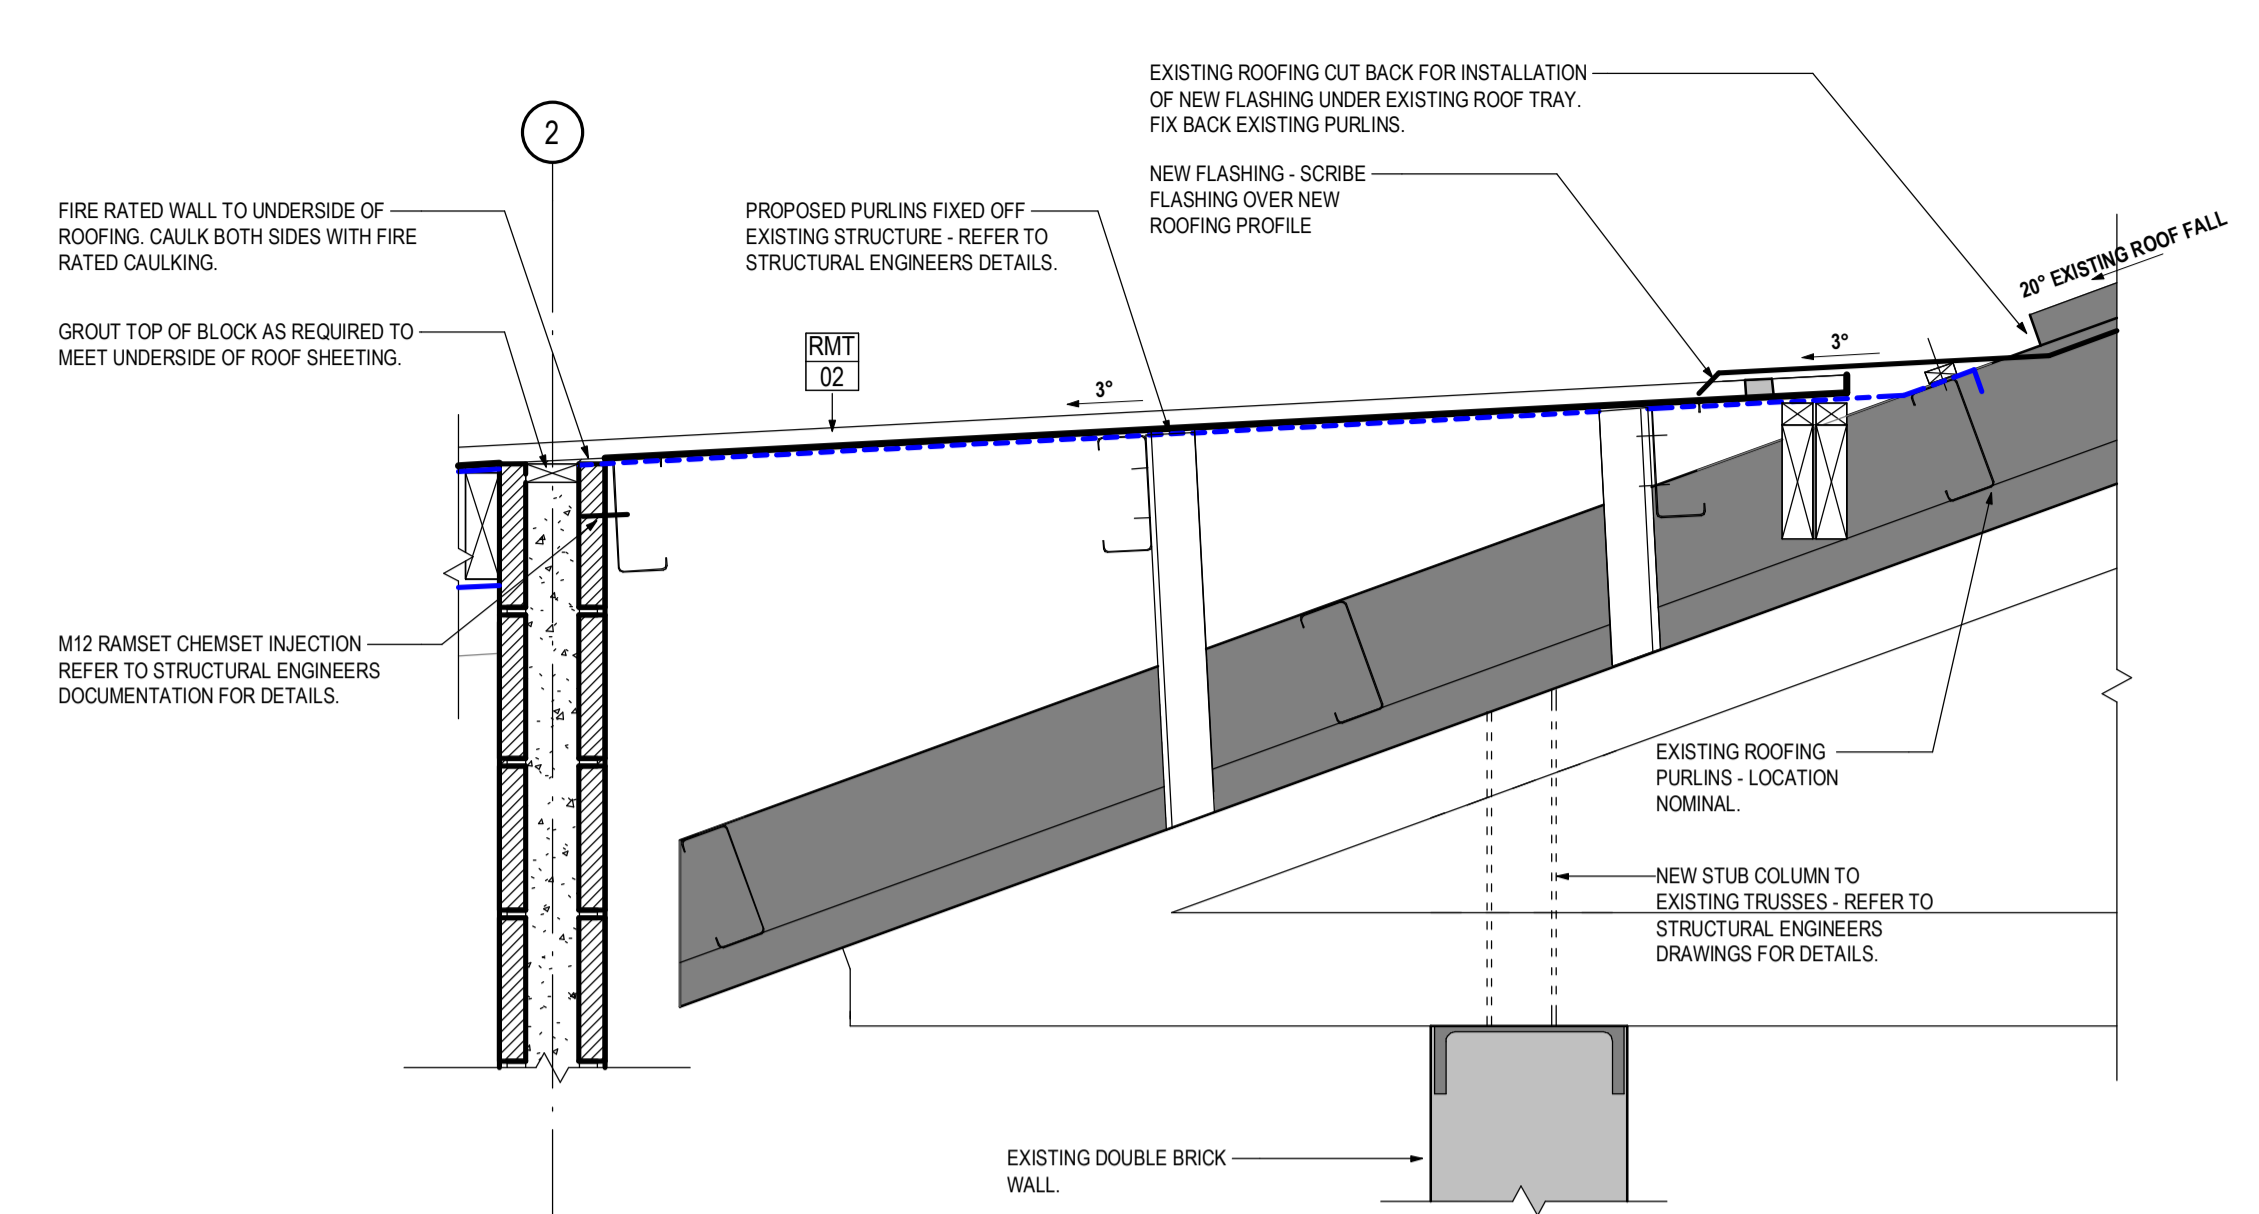 EXISTING ROOFING CUT BACK FOR INSTALLATION
OF NEW FLASHING UNDER EXISTING ROOF TRAY.
FIX BACK EXISTING PURLINS.
2
NEW FLASHING - SCRIBE
FLASHING OVER NEW
ROOFING PROFILE
FIRE RATED WALL TO UNDERSIDE OF
ROOFING. CAULK BOTH SIDES WITH FIRE
RATED CAULKING.
PROPOSED PURLINS FIXED OFF
EXISTING STRUCTURE - REFER TO
STRUCTURAL ENGINEERS DETAILS.
20° EXISTING ROOF FALL
GROUT TOP OF BLOCK AS REQUIRED TO
MEET UNDERSIDE OF ROOF SHEETING.
RMT
02
3°
3°
M12 RAMSET CHEMSET INJECTION
REFER TO STRUCTURAL ENGINEERS
DOCUMENTATION FOR DETAILS.
EXISTING ROOFING
PURLINS - LOCATION
NOMINAL.
NEW STUB COLUMN TO
EXISTING TRUSSES - REFER TO
STRUCTURAL ENGINEERS
DRAWINGS FOR DETAILS.
EXISTING DOUBLE BRICK
WALL.